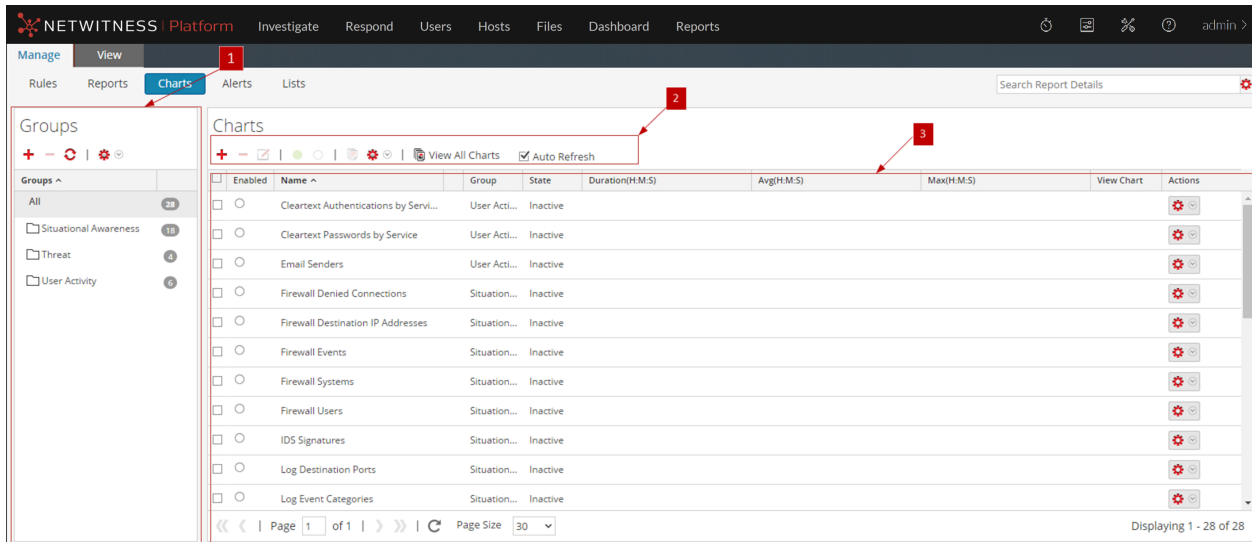 NETWITNESS | Platform Investigate Respond Users Hosts Files Dashboard Reports admin >
Manage View
1
Rules Reports Charts Alerts Lists Search Report Details
2
Groups Charts
3
View All Charts Auto Refresh
Groups Enabled Name Group State Duration(H:M:S) Avg(H:M:S) Max(H:M:S) View Chart Actions
All 28 Cleartext Authentications by Servi... User Acti... Inactive
Situational Awareness 18 Cleartext Passwords by Service User Acti... Inactive
Threat 4 Email Senders User Acti... Inactive
User Activity 6 Firewall Denied Connections Situation... Inactive
Firewall Destination IP Addresses Situation... Inactive
Firewall Events Situation... Inactive
Firewall Systems Situation... Inactive
Firewall Users Situation... Inactive
IDS Signatures Situation... Inactive
Log Destination Ports Situation... Inactive
Log Event Categories Situation... Inactive
Page 1 of 1 Page Size 30 Displaying 1 - 28 of 28